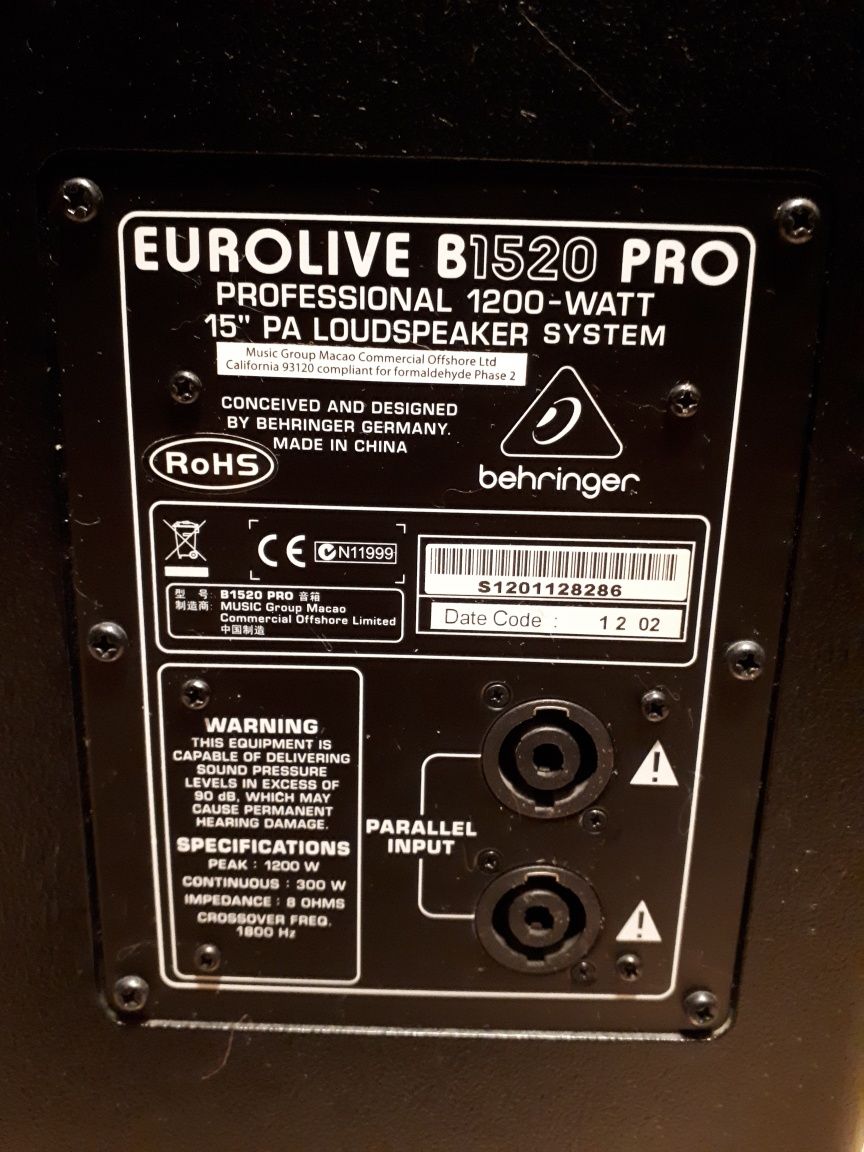 EUROLIVE B1520 PRO
PROFESSIONAL 1200-WATT
15" PA LOUDSPEAKER SYSTEM
Music Group Macao Commercial Offshore Ltd
California 93120 compliant for formaldehyde Phase 2
CONCEIVED AND DESIGNED
BY BEHRINGER GERMANY.
MADE IN CHINA
RoHS
behringer
CE N11999
S1201128286
Date Code : 12 02
型 号: B1520 PRO 音箱
制造商: MUSIC Group Macao
Commercial Offshore Limited
中国制造
WARNING
THIS EQUIPMENT IS
CAPABLE OF DELIVERING
SOUND PRESSURE
LEVELS IN EXCESS OF
90 dB, WHICH MAY
CAUSE PERMANENT
HEARING DAMAGE.
SPECIFICATIONS
PEAK : 1200 W
CONTINUOUS : 300 W
IMPEDANCE : 8 OHMS
CROSSOVER FREQ.
1800 Hz
PARALLEL
INPUT